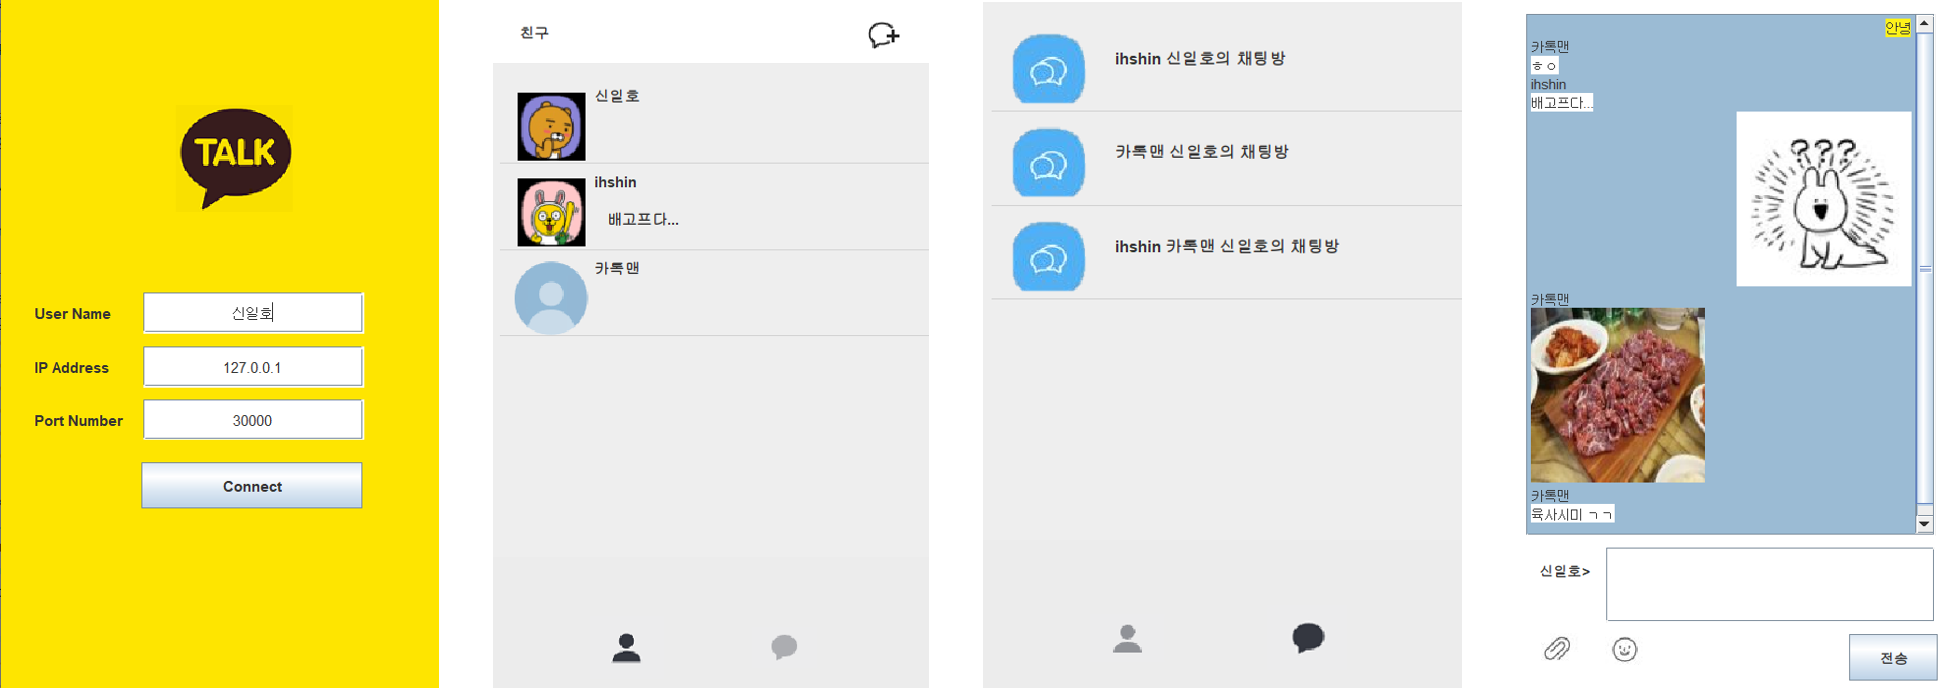 TALK
User Name
신일호
IP Address
127.0.0.1
Port Number
30000
Connect
친구
신일호
ihshin
배고프다...
카톡맨
ihshin 신일호의 채팅방
카톡맨 신일호의 채팅방
ihshin 카톡맨 신일호의 채팅방
안녕
카톡맨
ㅎㅇ
ihshin
배고프다...
???
카톡맨
카톡맨
육사시미 ㄱㄱ
신일호>
전송